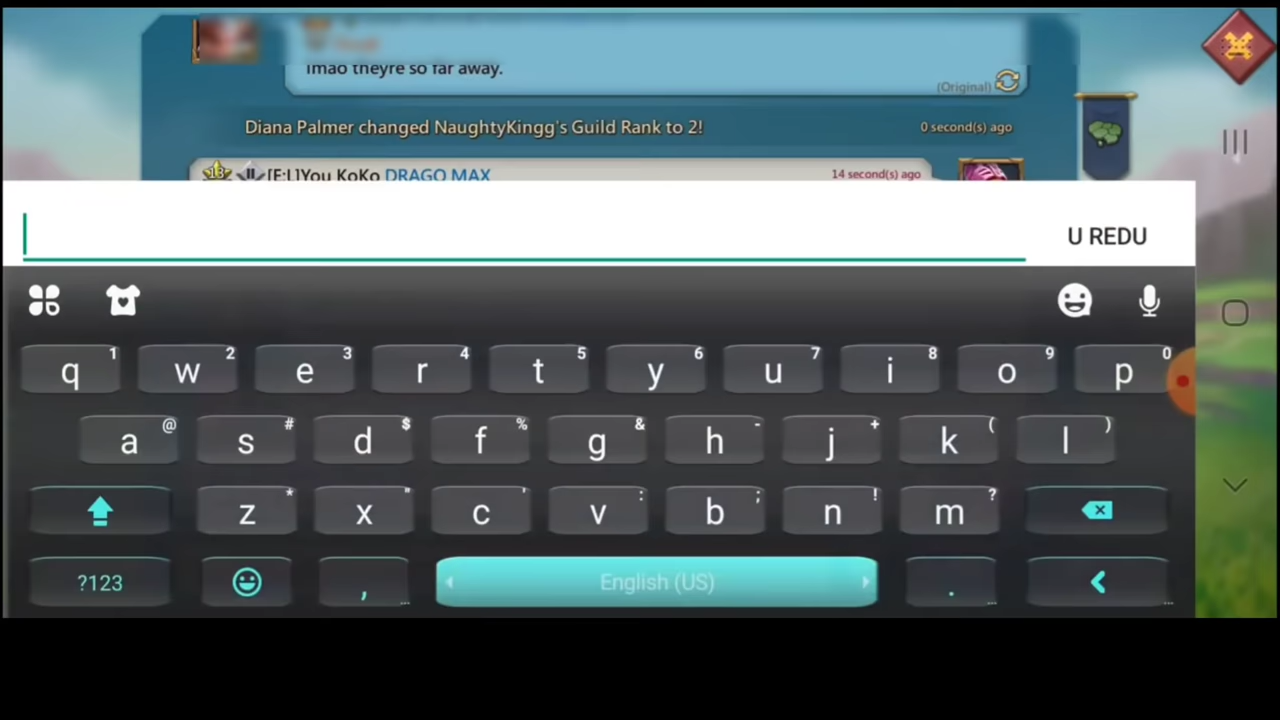 lmao theyre so far away.
(Original)
Diana Palmer changed NaughtyKingg's Guild Rank to 2!
0 second(s) ago
13 II [E:L]You KoKo DRAGO MAX
14 second(s) ago
U REDU
q 1 w 2 e 3 r 4 t 5 y 6 u 7 i 8 o 9 p 0
a @ s # d $ f % g & h - j + k ( l )
z * x " c ' v : b ; n ! m ?
?123 , ... English (US) . ... ...